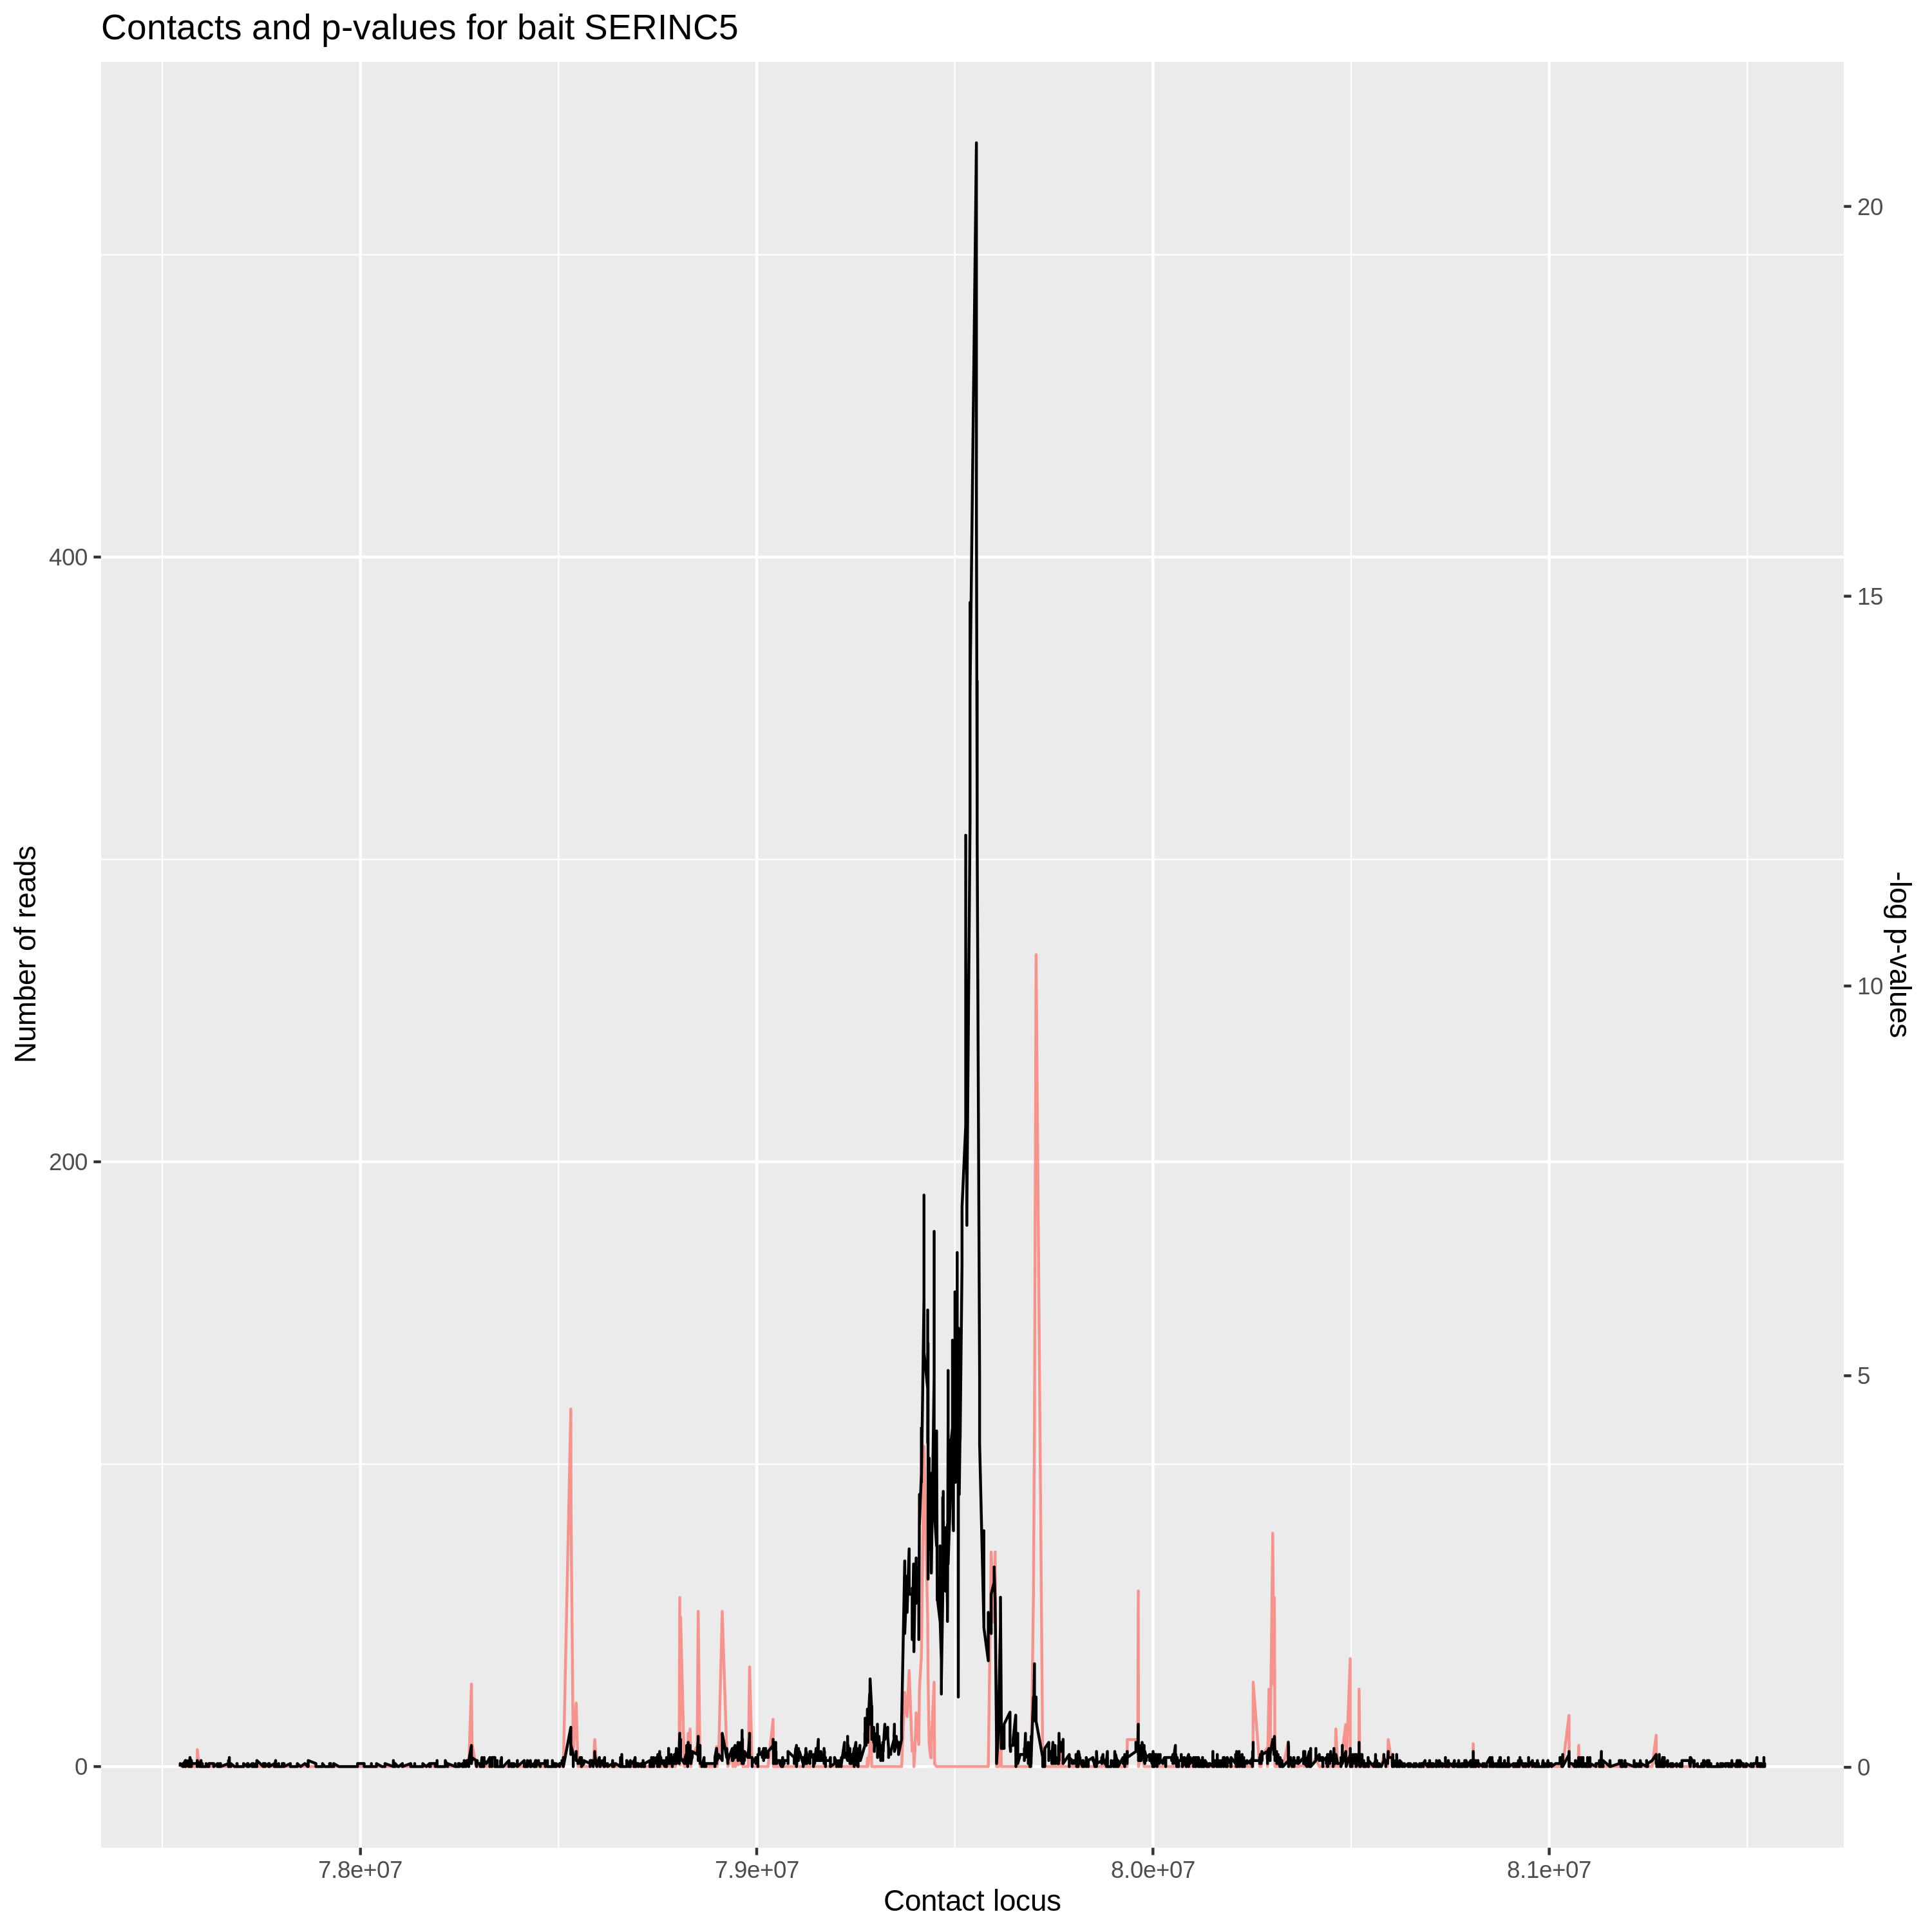 Contacts and p-values for bait SERINC5
Number of reads
400
200
0
20
15
10
5
0
-log p-values
7.8e+07
7.9e+07
8.0e+07
8.1e+07
Contact locus